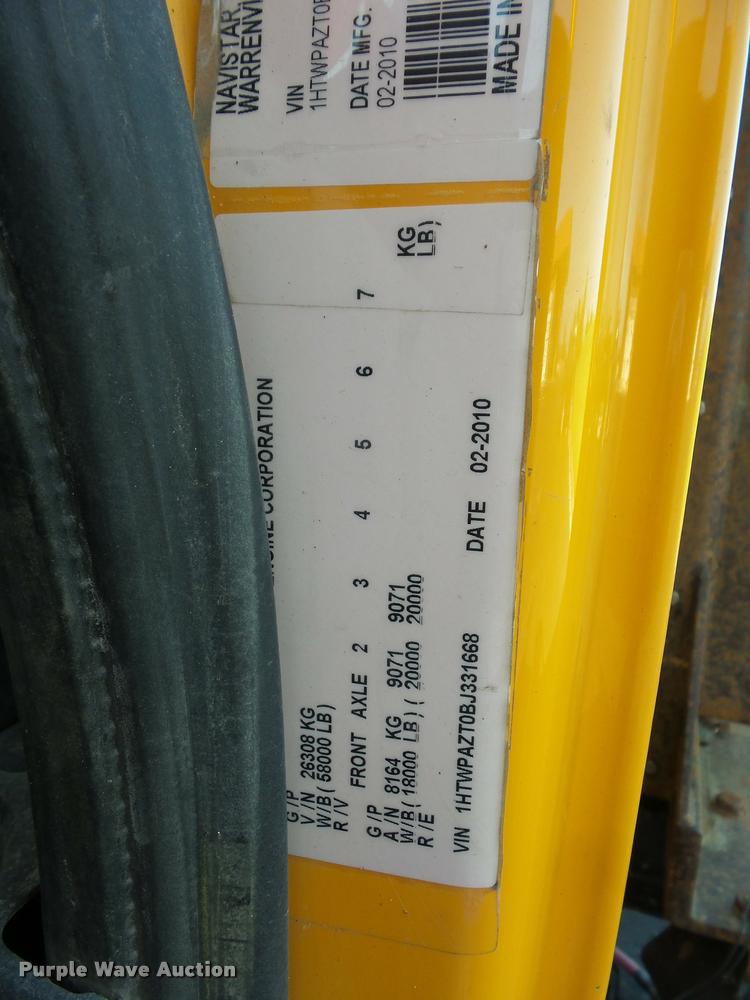 NAVISTAR,
WARRENV
VIN
1HTWPAZT0
DATE MFG.
02-2010
MADE IN
CORPORATION
G/P
V/N 26308 KG
W/B ( 58000 LB )
R/V
FRONT AXLE 2 3 4 5 6 7
G/P
A/N 8164 KG 9071 9071 KG
W/B ( 18000 LB ) ( 20000 20000 LB )
R/E
VIN 1HTWPAZT0BJ331668 DATE 02-2010
Purple Wave Auction